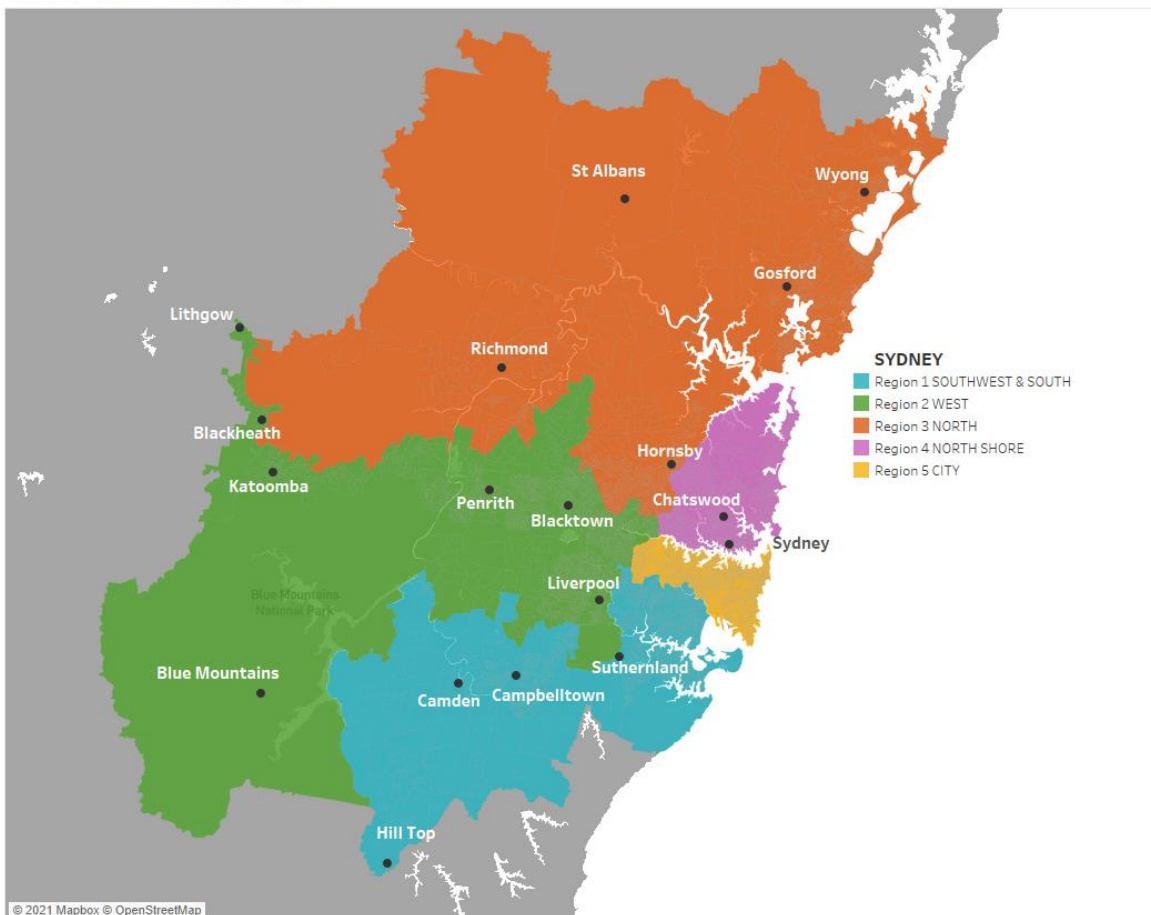 St Albans
Wyong
Gosford
Lithgow
Richmond
SYDNEY
Region 1 SOUTHWEST & SOUTH
Region 2 WEST
Region 3 NORTH
Region 4 NORTH SHORE
Region 5 CITY
Blackheath
Hornsby
Katoomba
Penrith
Chatswood
Blacktown
Sydney
Liverpool
Blue Mountains
National Park
Blue Mountains
Suthernland
Camden
Campbelltown
Hill Top
© 2021 Mapbox © OpenStreetMap